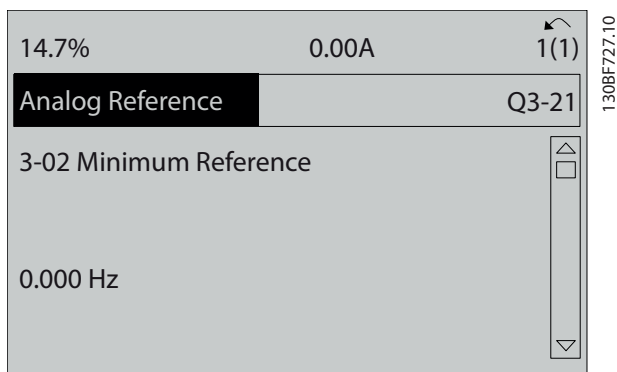 14.7% 0.00A 1(1)
Analog Reference Q3-21
3-02 Minimum Reference
0.000 Hz
130BF727.10